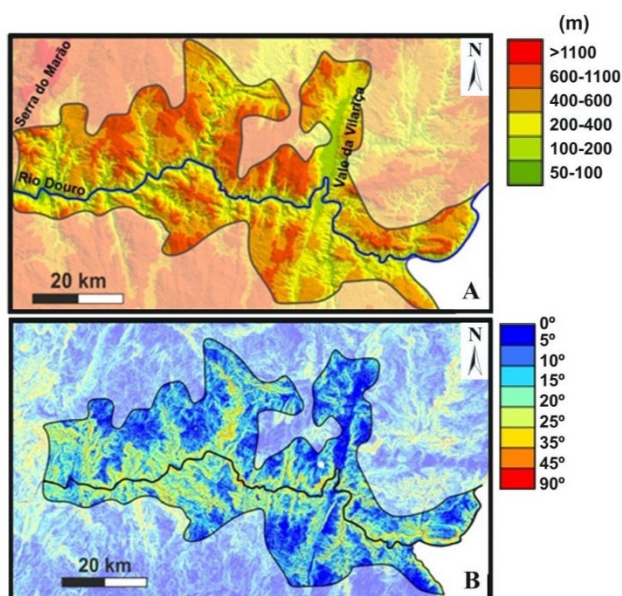 (m)
>1100
600-1100
400-600
200-400
100-200
50-100
N
Serra do Marão
Rio Douro
Vale da Vilariça
20 km
A
0º
5º
10º
15º
20º
25º
35º
45º
90º
N
20 km
B